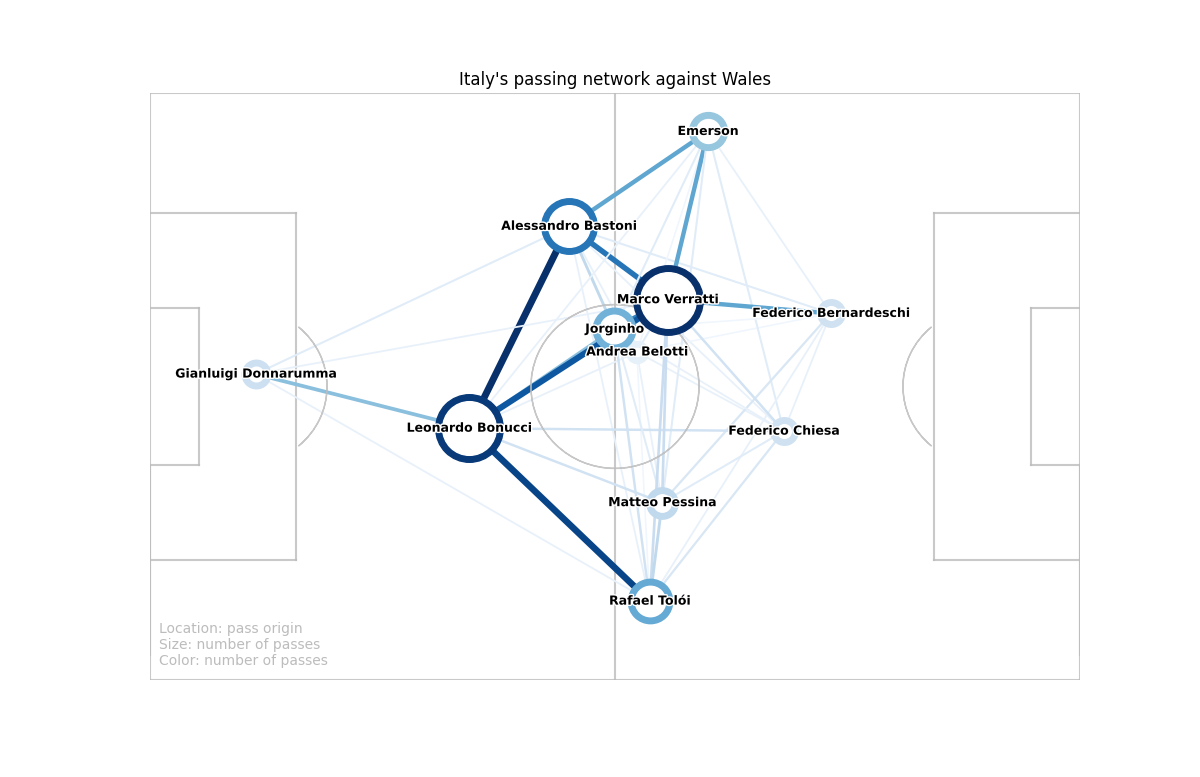 Italy's passing network against Wales
Emerson
Alessandro Bastoni
Marco Verratti
Federico Bernardeschi
Jorginho
Andrea Belotti
Gianluigi Donnarumma
Leonardo Bonucci
Federico Chiesa
Matteo Pessina
Rafael Tolói
Location: pass origin
Size: number of passes
Color: number of passes